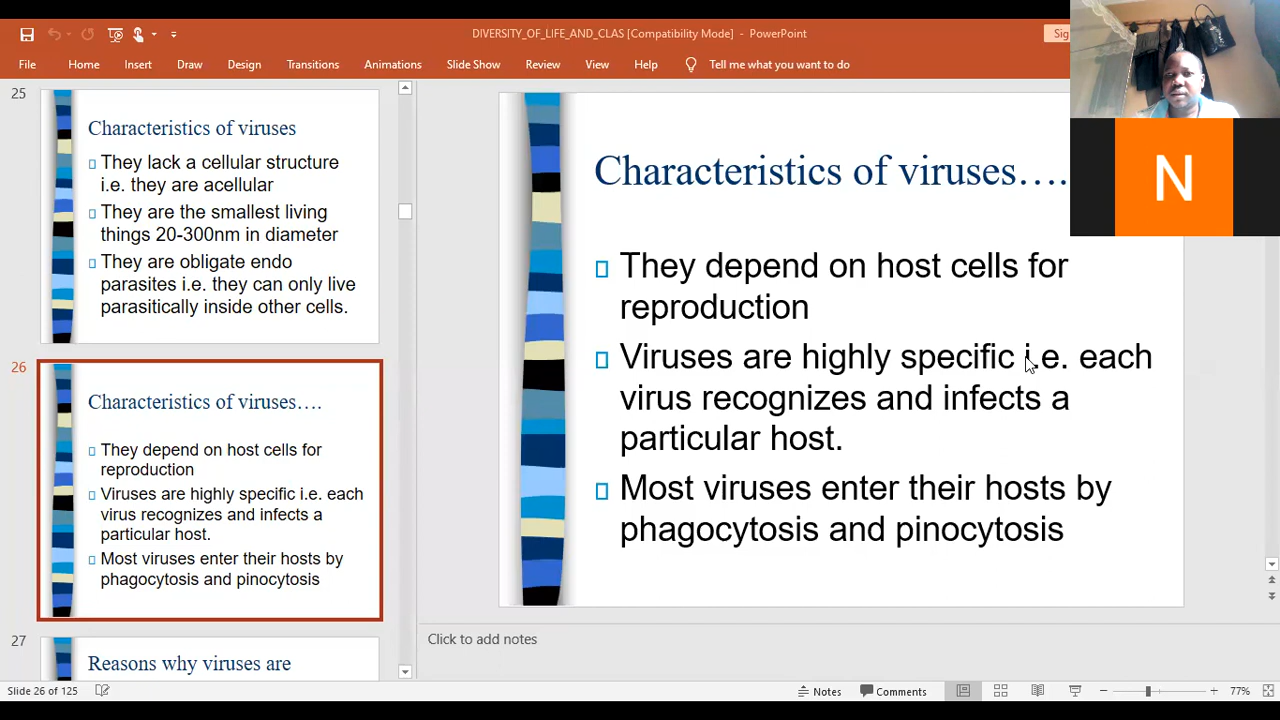 DIVERSITY_OF_LIFE_AND_CLAS [Compatibility Mode] - PowerPoint
File Home Insert Draw Design Transitions Animations Slide Show Review View Help Tell me what you want to do
25
Characteristics of viruses
They lack a cellular structure
i.e. they are acellular
They are the smallest living
things 20-300nm in diameter
They are obligate endo
parasites i.e. they can only live
parasitically inside other cells.
26
Characteristics of viruses….
They depend on host cells for
reproduction
Viruses are highly specific i.e. each
virus recognizes and infects a
particular host.
Most viruses enter their hosts by
phagocytosis and pinocytosis
27
Reasons why viruses are
Characteristics of viruses….
They depend on host cells for
reproduction
Viruses are highly specific i.e. each
virus recognizes and infects a
particular host.
Most viruses enter their hosts by
phagocytosis and pinocytosis
N
Click to add notes
Slide 26 of 125 Notes Comments 77%